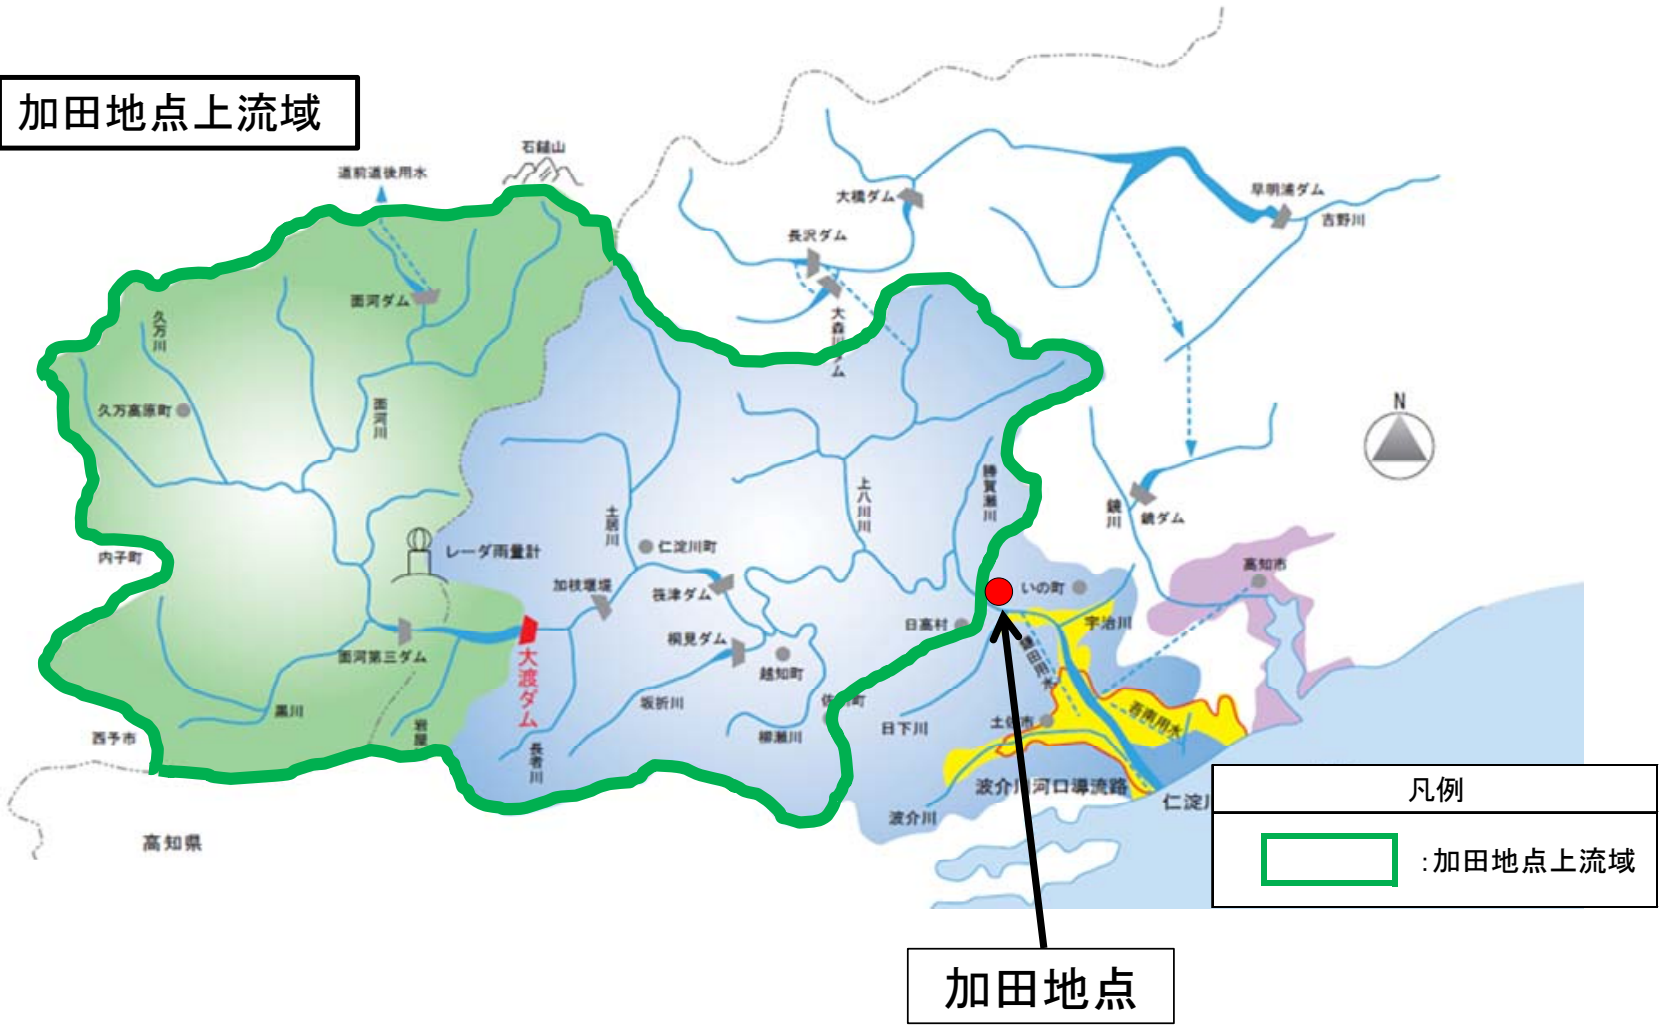 加田地点上流域
石鎚山
道前道後用水
大橋ダム
早明浦ダム
吉野川
長沢ダム
面河ダム
大森川ダム
久万川
久万高原町
面河川
N
上八川川
勝賀瀬川
鏡川
鏡ダム
土居川
内子町
レーダ雨量計
仁淀川町
高知市
加枝堰堤
筏津ダム
いの町
日高村
宇治川
桐見ダム
鎌田用水
面河第三ダム
大渡ダム
越知町
坂折川
黒川
土佐市
吾南用水
日下川
西予市
柳瀬川
長者川
波介川河口導流路
波介川
高知県
凡例
:加田地点上流域
加田地点